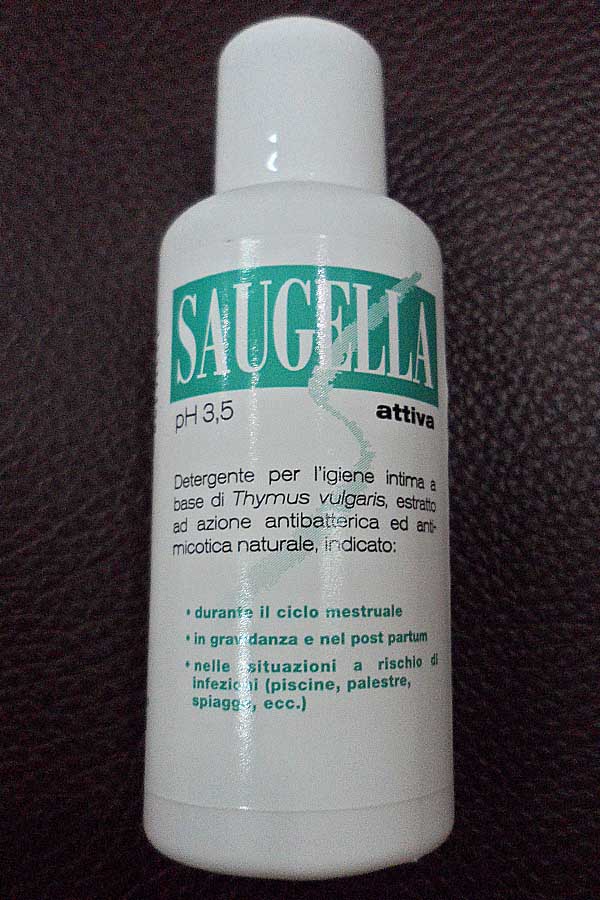 SAUGELLA
pH 3,5 attiva
Detergente per l'igiene intima a
base di Thymus vulgaris, estratto
ad azione antibatterica ed anti-
micotica naturale, indicato:
• durante il ciclo mestruale
• in gravidanza e nel post partum
• nelle situazioni a rischio di
infezioni (piscine, palestre,
spiagge, ecc.)